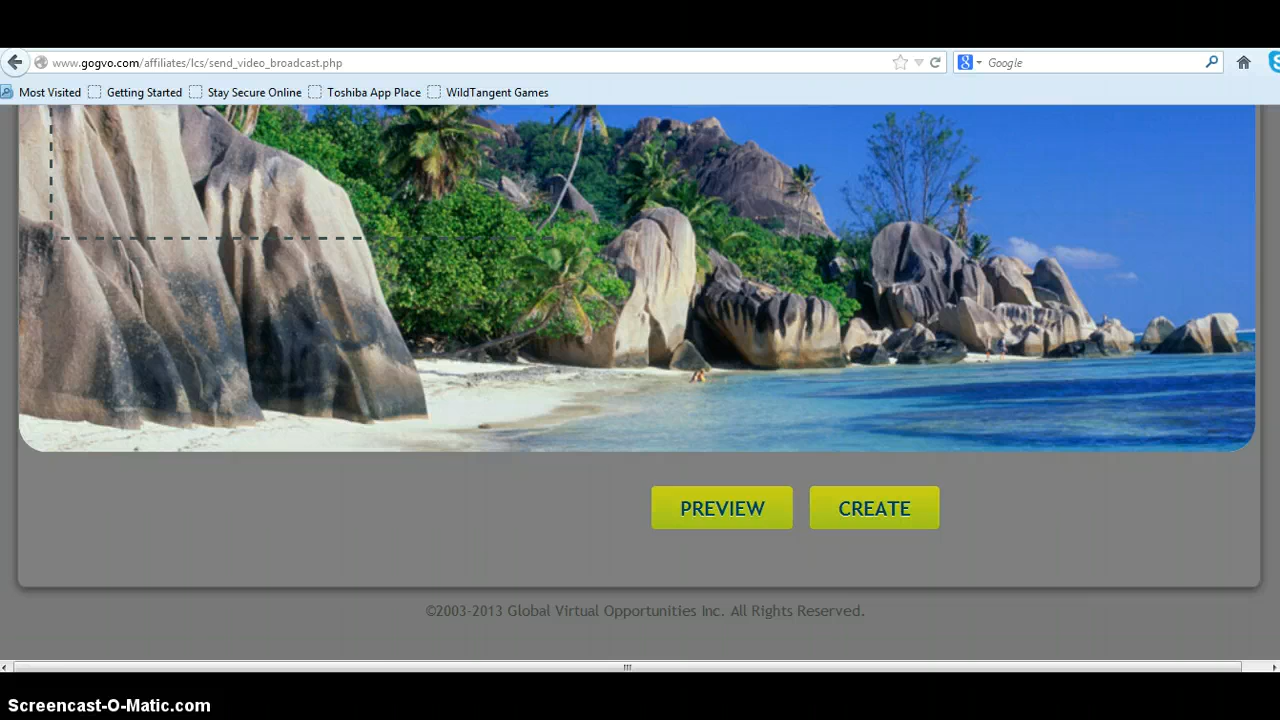 www.gogvo.com/affiliates/lcs/send_video_broadcast.php
Google
Most Visited Getting Started Stay Secure Online Toshiba App Place WildTangent Games
PREVIEW CREATE
©2003-2013 Global Virtual Opportunities Inc. All Rights Reserved.
Screencast-O-Matic.com